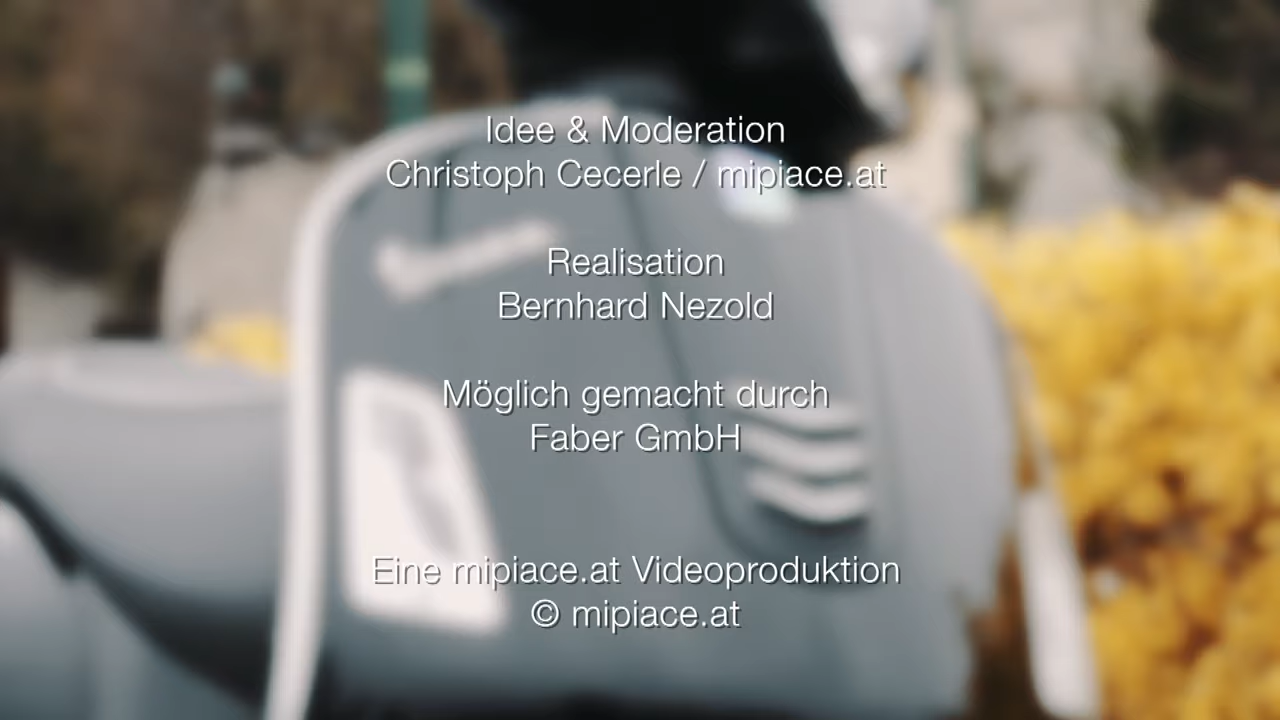 Idee & Moderation
Christoph Cecerle / mipiace.at
Realisation
Bernhard Nezold
Möglich gemacht durch
Faber GmbH
Eine mipiace.at Videoproduktion
© mipiace.at